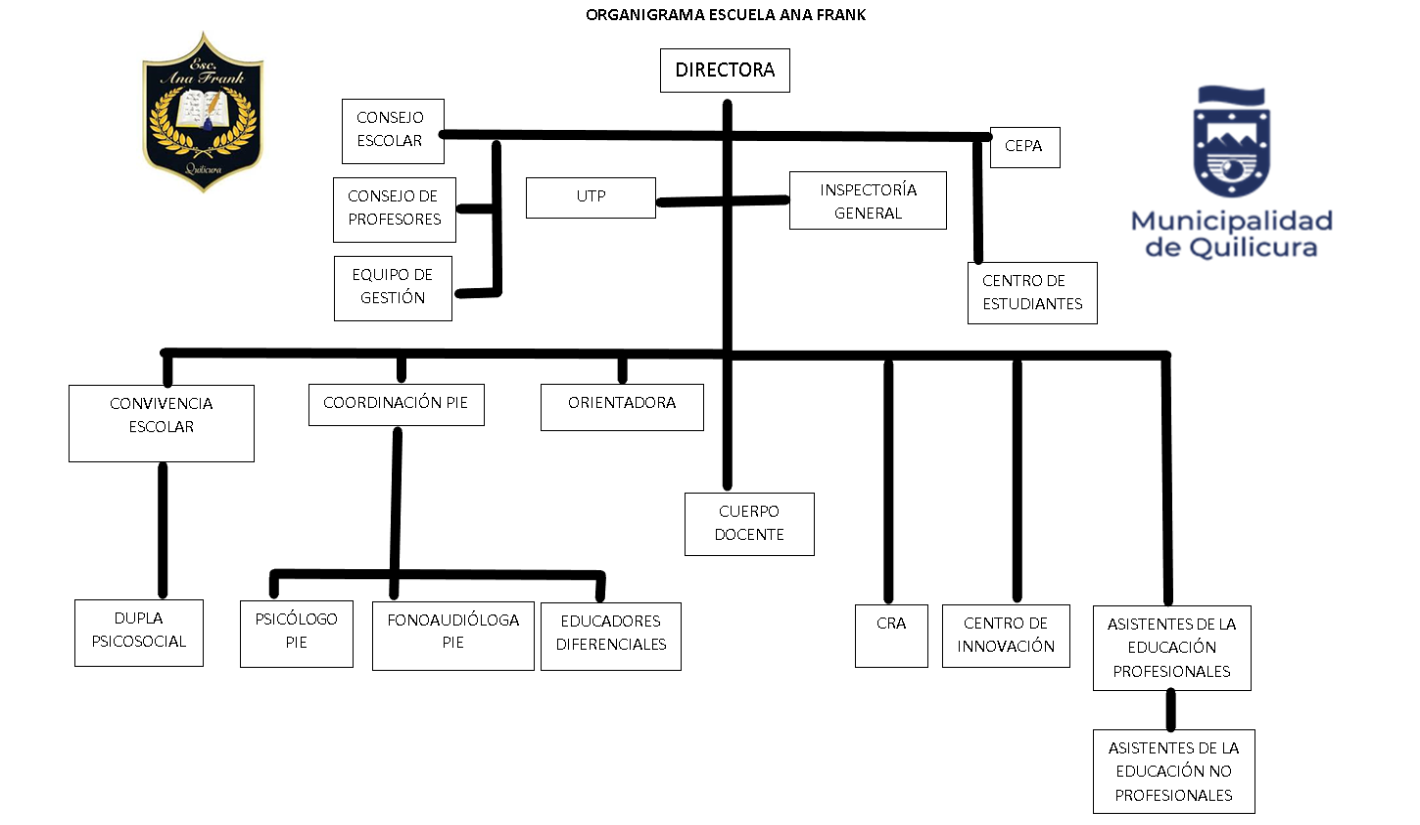 ORGANIGRAMA ESCUELA ANA FRANK
Esc.
Ana Frank
Quilicura
DIRECTORA
CONSEJO
ESCOLAR
CEPA
Municipalidad
de Quilicura
CONSEJO DE
PROFESORES
UTP
INSPECTORÍA
GENERAL
EQUIPO DE
GESTIÓN
CENTRO DE
ESTUDIANTES
CONVIVENCIA
ESCOLAR
COORDINACIÓN PIE
ORIENTADORA
CUERPO
DOCENTE
DUPLA
PSICOSOCIAL
PSICÓLOGO
PIE
FONOAUDIÓLOGA
PIE
EDUCADORES
DIFERENCIALES
CRA
CENTRO DE
INNOVACIÓN
ASISTENTES DE LA
EDUCACIÓN
PROFESIONALES
ASISTENTES DE LA
EDUCACIÓN NO
PROFESIONALES